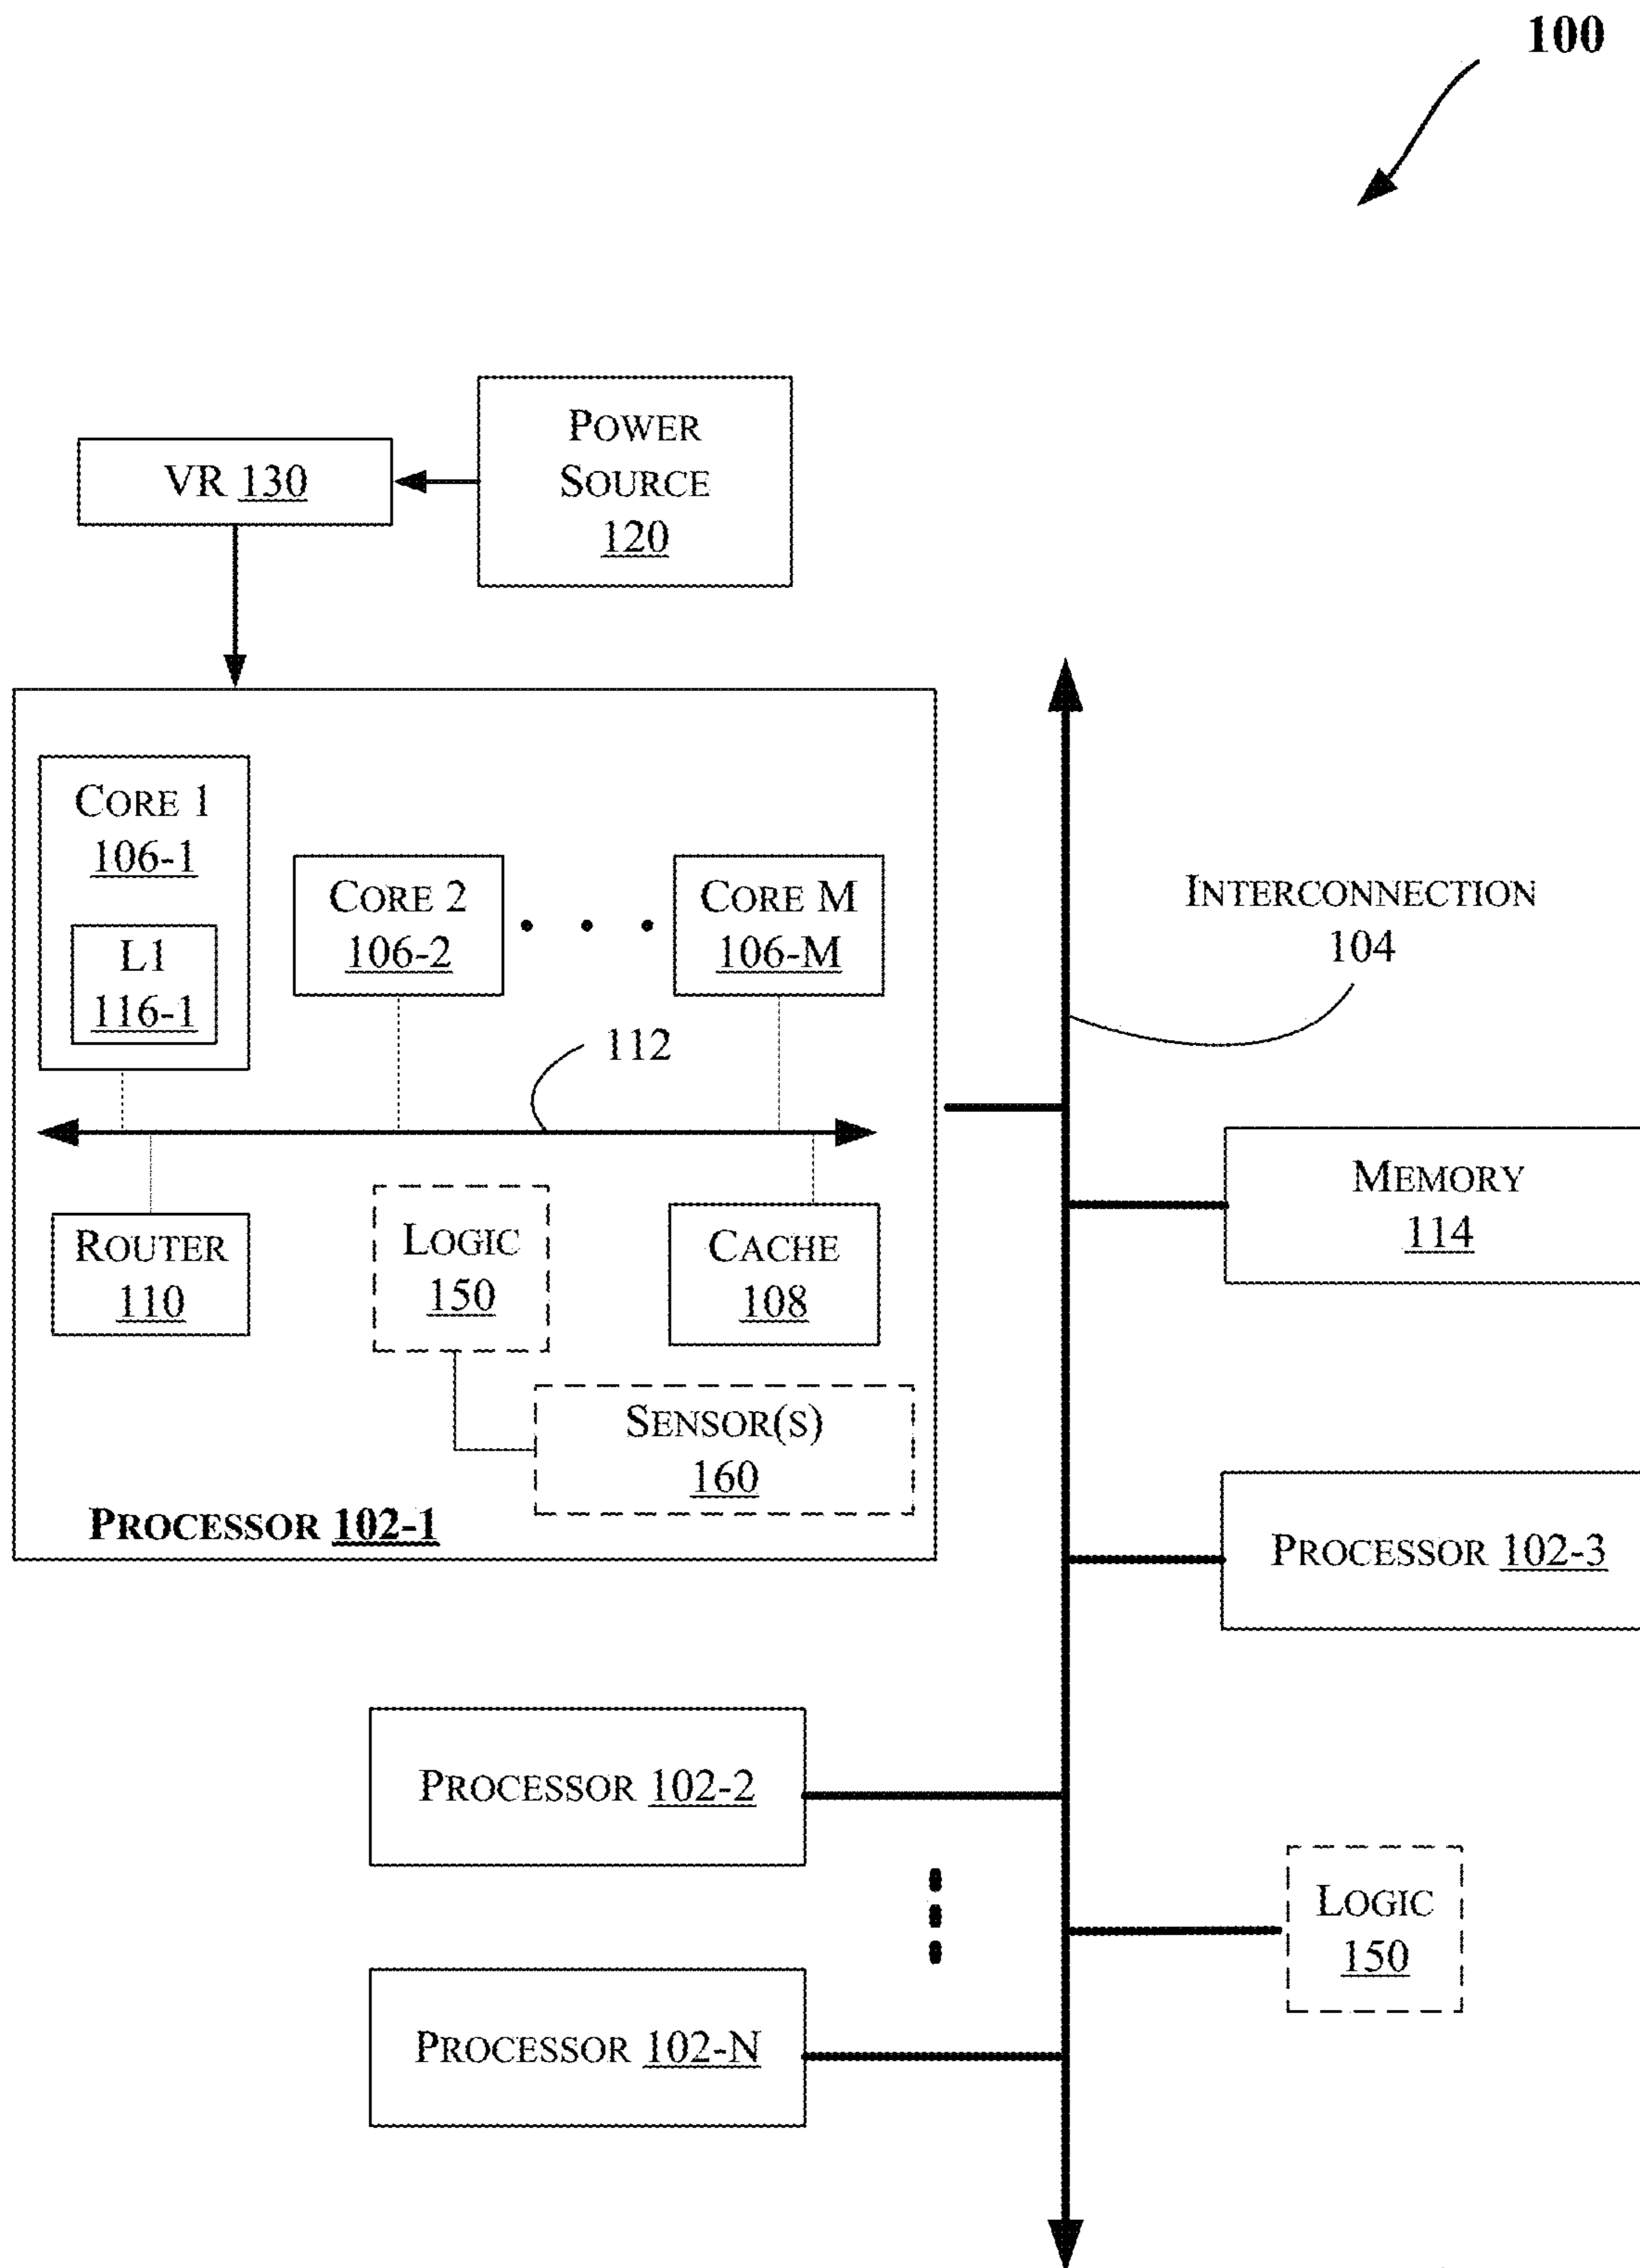 100
POWER
SOURCE
120
VR 130
CORE 1
106-1
L1
116-1
CORE 2
106-2
CORE M
106-M
112
ROUTER
110
LOGIC
150
CACHE
108
SENSOR(S)
160
PROCESSOR 102-1
INTERCONNECTION
104
MEMORY
114
PROCESSOR 102-3
PROCESSOR 102-2
LOGIC
150
PROCESSOR 102-N